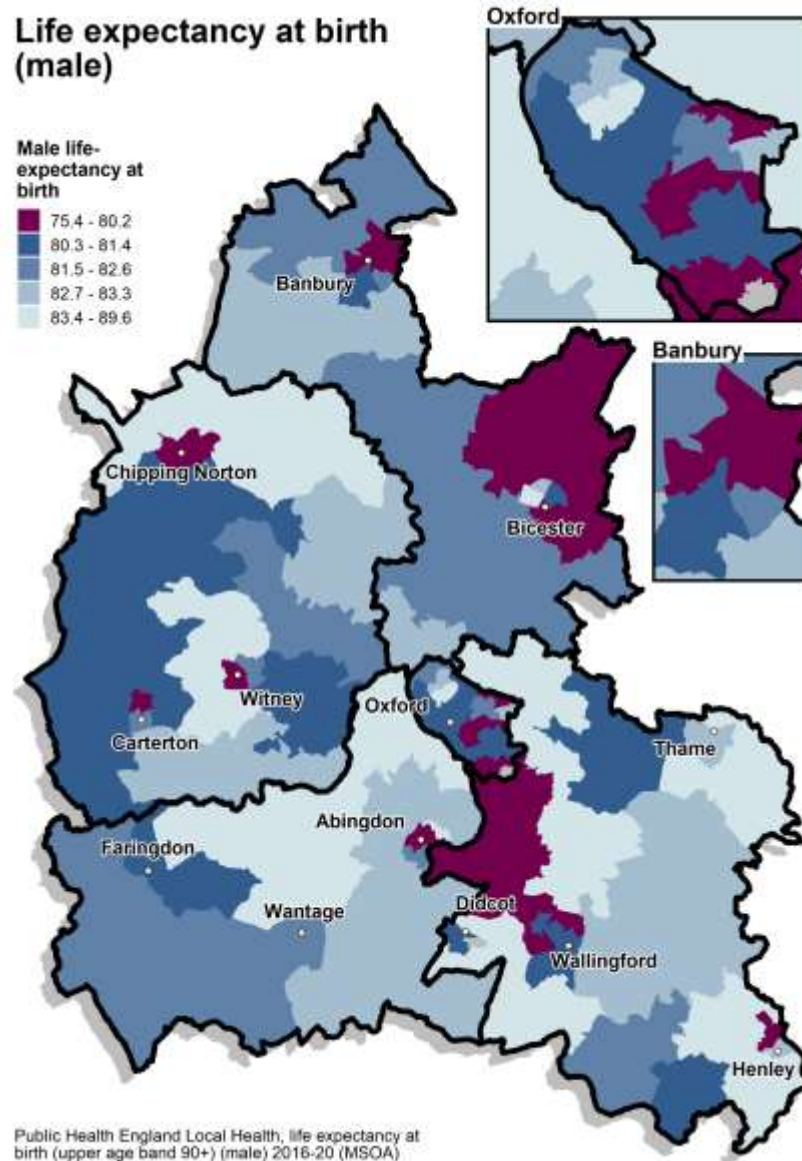 Life expectancy at birth
(male)
Male life-
expectancy at
birth
75.4 - 80.2
80.3 - 81.4
81.5 - 82.6
82.7 - 83.3
83.4 - 89.6
Oxford
Banbury
Banbury
Chipping Norton
Bicester
Witney
Carterton
Oxford
Thame
Abingdon
Faringdon
Wantage
Didcot
Wallingford
Henley
Public Health England Local Health, life expectancy at
birth (upper age band 90+) (male) 2016-20 (MSOA)